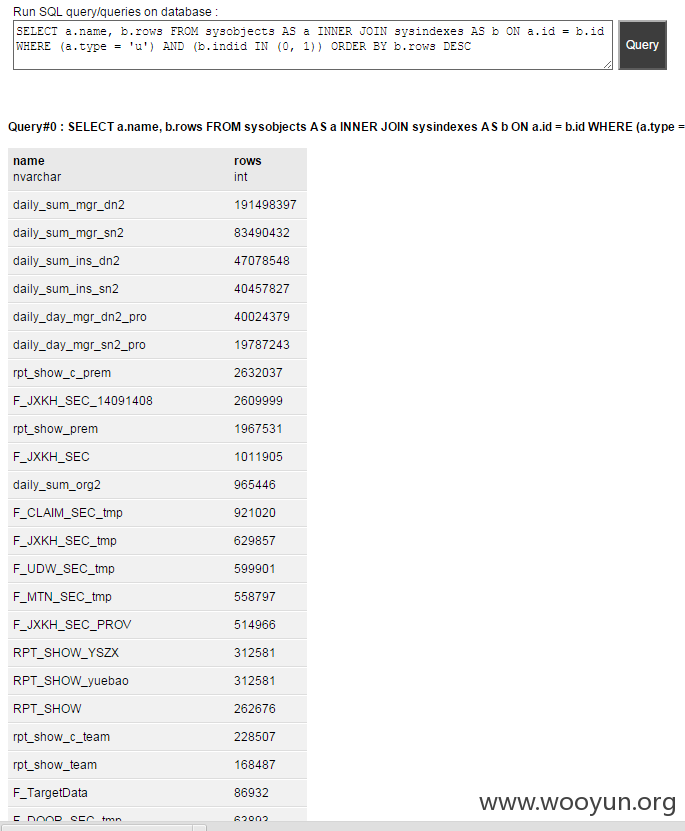 Run SQL query/queries on database :
SELECT a.name, b.rows FROM sysobjects AS a INNER JOIN sysindexes AS b ON a.id = b.id
WHERE (a.type = 'u') AND (b.indid IN (0, 1)) ORDER BY b.rows DESC
Query
Query#0 : SELECT a.name, b.rows FROM sysobjects AS a INNER JOIN sysindexes AS b ON a.id = b.id WHERE (a.type =
name rows
nvarchar int
daily_sum_mgr_dn2 191498397
daily_sum_mgr_sn2 83490432
daily_sum_ins_dn2 47078548
daily_sum_ins_sn2 40457827
daily_day_mgr_dn2_pro 40024379
daily_day_mgr_sn2_pro 19787243
rpt_show_c_prem 2632037
F_JXKH_SEC_14091408 2609999
rpt_show_prem 1967531
F_JXKH_SEC 1011905
daily_sum_org2 965446
F_CLAIM_SEC_tmp 921020
F_JXKH_SEC_tmp 629857
F_UDW_SEC_tmp 599901
F_MTN_SEC_tmp 558797
F_JXKH_SEC_PROV 514966
RPT_SHOW_YSZX 312581
RPT_SHOW_yuebao 312581
RPT_SHOW 262676
rpt_show_c_team 228507
rpt_show_team 168487
F_TargetData 86932
F_DOOR_SEC_tmp 63893
www.wooyun.org